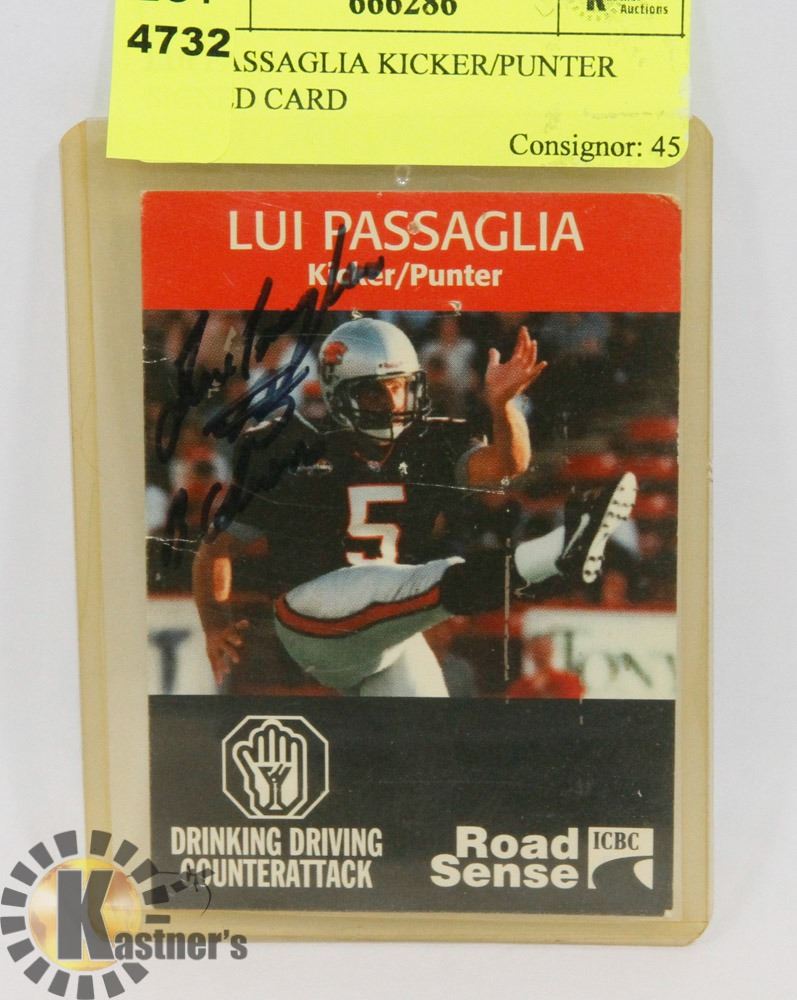 4732
666286
Auctions
ASSAGLIA KICKER/PUNTER
ED CARD
Consignor: 45
LUI PASSAGLIA
Kicker/Punter
5
DRINKING DRIVING
COUNTERATTACK
Road
Sense
ICBC
Kastner's